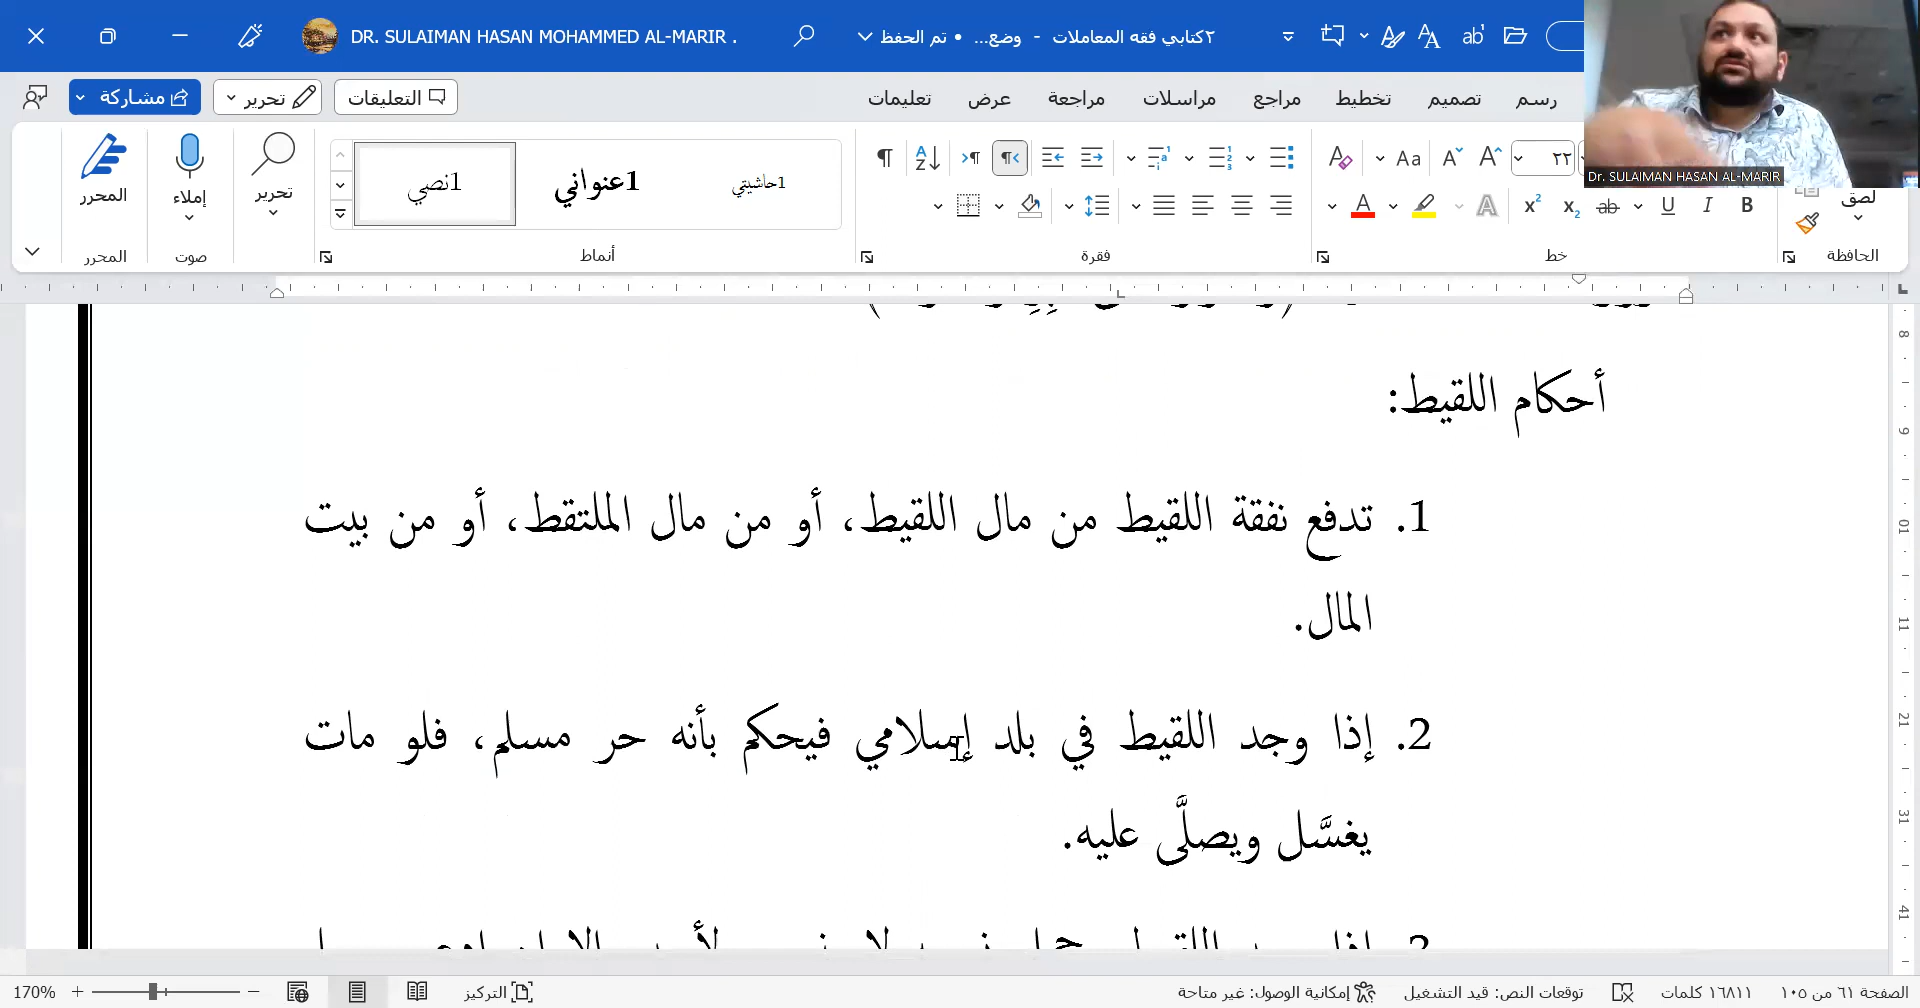 DR. SULAIMAN HASAN MOHAMMED AL-MARIR .
٢كتابي فقه المعاملات - وضع... • تم الحفظ
رسم تصميم تخطيط مراجع مراسلات مراجعة عرض تعليمات
التعليقات تحرير مشاركة
Dr. SULAIMAN HASAN AL-MARIR
٢٢
لصق
1حاشيتي 1عنواني 1نصي
تحرير إملاء المحرر
الحافظة خط فقرة أنماط صوت المحرر
أحكام اللقيط:
1. تدفع نفقة اللقيط من مال اللقيط، أو من مال الملتقط، أو من بيت
المال.
2. إذا وجد اللقيط في بلد إسلامي فيحكم بأنه حر مسلم، فلو مات
يغسَّل ويصلَّى عليه.
الصفحة ٦١ من ١٠٥ ١٦٨١١ كلمات توقعات النص: قيد التشغيل إمكانية الوصول: غير متاحة التركيز 170%